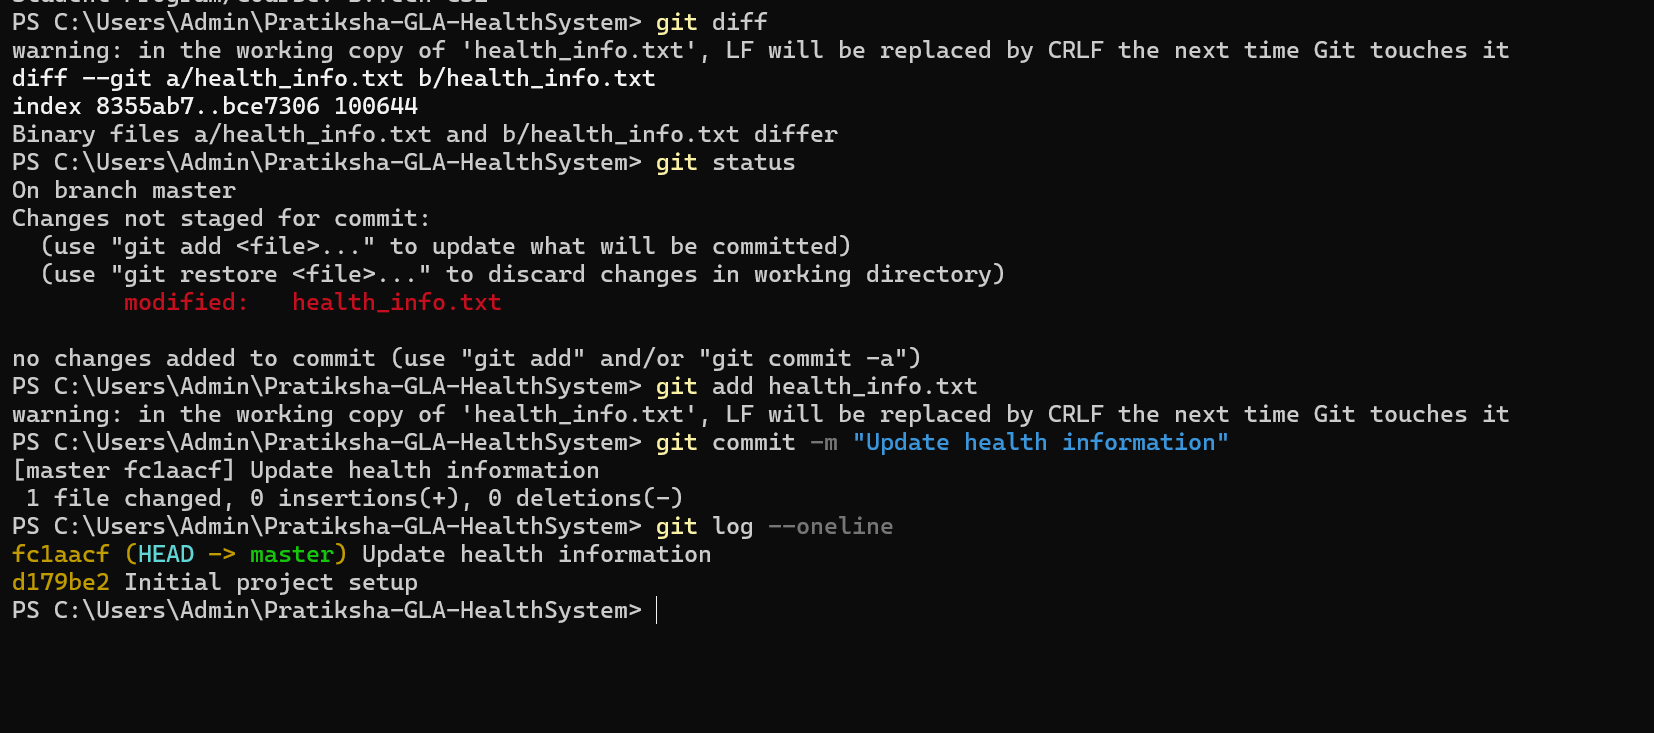 Student Program/Course: B.Tech CSE
PS C:\Users\Admin\Pratiksha-GLA-HealthSystem> git diff
warning: in the working copy of 'health_info.txt', LF will be replaced by CRLF the next time Git touches it
diff --git a/health_info.txt b/health_info.txt
index 8355ab7..bce7306 100644
Binary files a/health_info.txt and b/health_info.txt differ
PS C:\Users\Admin\Pratiksha-GLA-HealthSystem> git status
On branch master
Changes not staged for commit:
  (use "git add <file>..." to update what will be committed)
  (use "git restore <file>..." to discard changes in working directory)
        modified:   health_info.txt
no changes added to commit (use "git add" and/or "git commit -a")
PS C:\Users\Admin\Pratiksha-GLA-HealthSystem> git add health_info.txt
warning: in the working copy of 'health_info.txt', LF will be replaced by CRLF the next time Git touches it
PS C:\Users\Admin\Pratiksha-GLA-HealthSystem> git commit -m "Update health information"
[master fc1aacf] Update health information
 1 file changed, 0 insertions(+), 0 deletions(-)
PS C:\Users\Admin\Pratiksha-GLA-HealthSystem> git log --oneline
fc1aacf (HEAD -> master) Update health information
d179be2 Initial project setup
PS C:\Users\Admin\Pratiksha-GLA-HealthSystem>